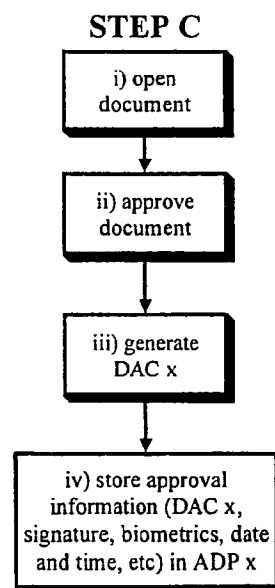 STEP C
i) open
document
ii) approve
document
iii) generate
DAC x
iv) store approval
information (DAC x,
signature, biometrics, date
and time, etc) in ADP x